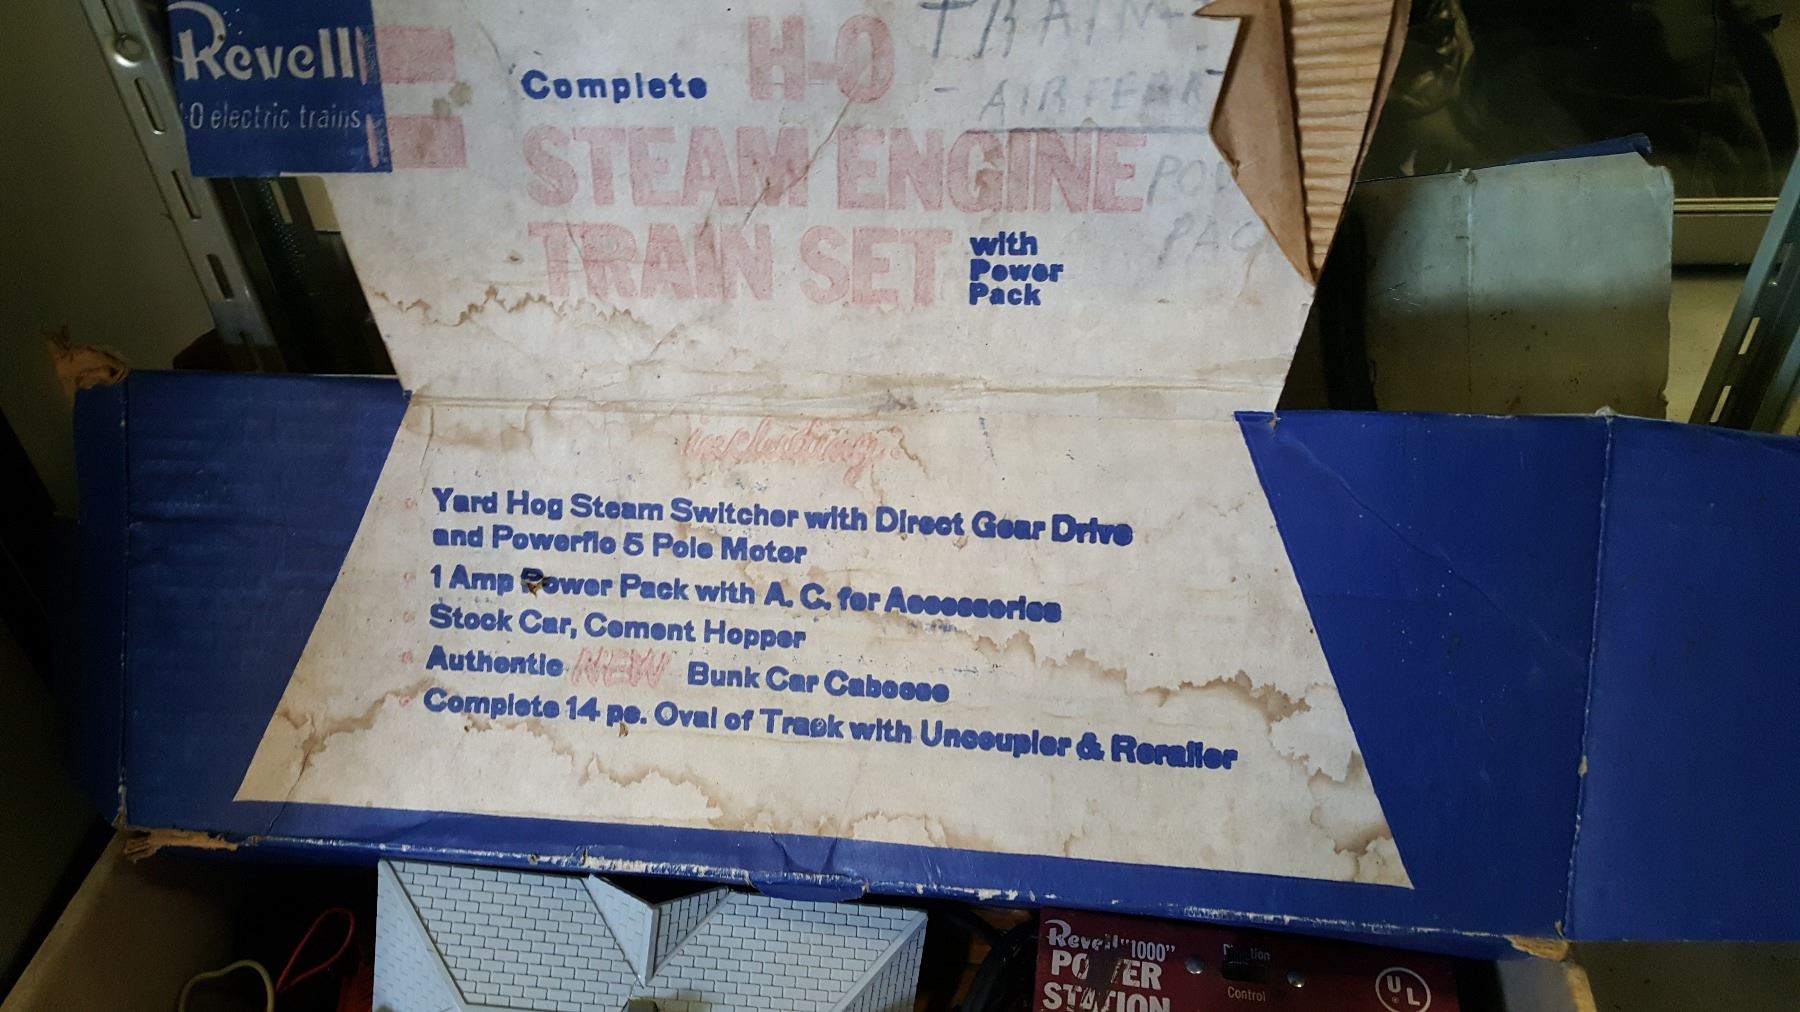 Revell
-O electric trains
Complete H-O
STEAM ENGINE
TRAIN SET
with
Power
Pack
TRAIN
- AIR FERR
PO
PAC
including:
Yard Hog Steam Switcher with Direct Gear Drive
and Powerflo 5 Pole Motor
1 Amp Power Pack with A. C. for Accessories
Stock Car, Cement Hopper
Authentic NEW Bunk Car Caboose
Complete 14 pc. Oval of Track with Uncoupler & Rerailer
Revell "1000"
POWER
STATION
Direction
Control
UL